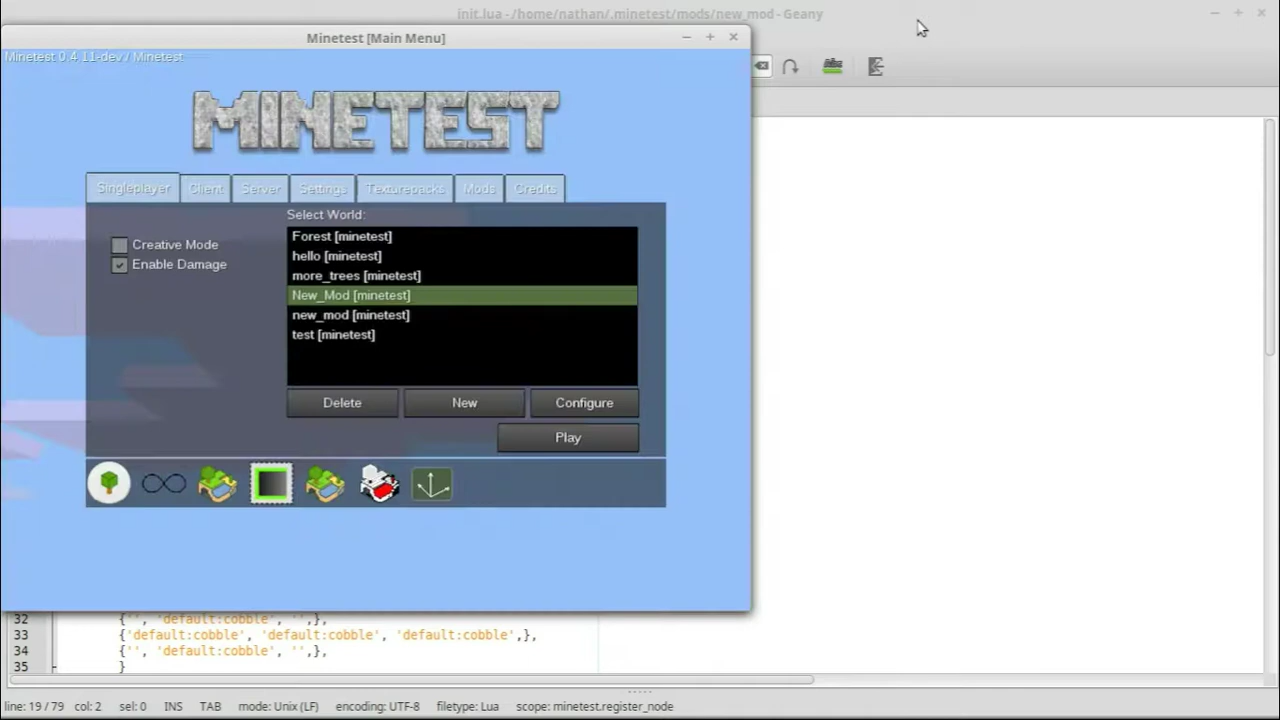 init.lua - /home/nathan/.minetest/mods/new_mod - Geany
Minetest [Main Menu]
Minetest 0.4.11-dev / Minetest
MINETEST
Singleplayer Client Server Settings Texturepacks Mods Credits
Select World:
Creative Mode
Enable Damage
Forest [minetest]
hello [minetest]
more_trees [minetest]
New_Mod [minetest]
new_mod [minetest]
test [minetest]
Delete New Configure
Play
32 {'', 'default:cobble', '',},
33 {'default:cobble', 'default:cobble', 'default:cobble',},
34 {'', 'default:cobble', '',},
35 }
line: 19 / 79 col: 2 sel: 0 INS TAB mode: Unix (LF) encoding: UTF-8 filetype: Lua scope: minetest.register_node